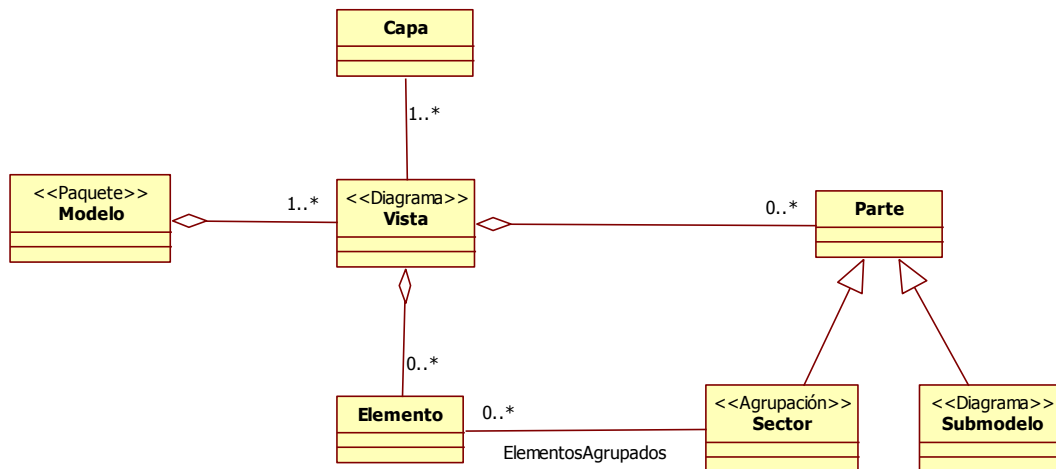 Capa
1..*
<<Paquete>>
Modelo
1..*
<<Diagrama>>
Vista
0..*
Parte
0..*
Elemento
0..*
ElementosAgrupados
<<Agrupación>>
Sector
<<Diagrama>>
Submodelo